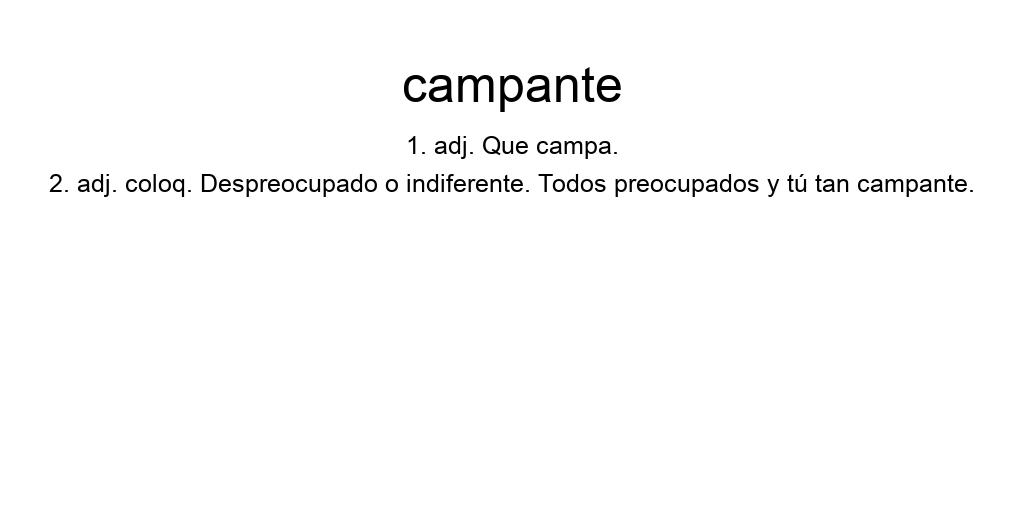 campante
1. adj. Que campa.
2. adj. coloq. Despreocupado o indiferente. Todos preocupados y tú tan campante.